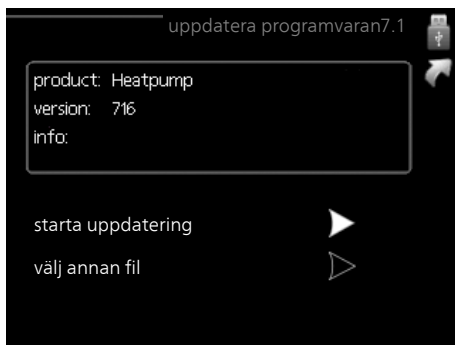 uppdatera programvaran7.1
product: Heatpump
version: 716
info:
starta uppdatering
välj annan fil